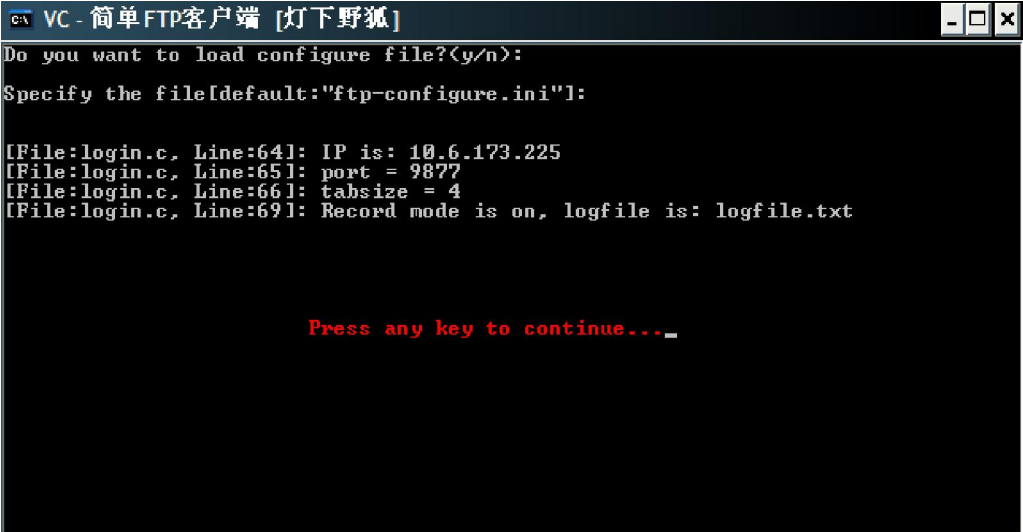 VC - 简单FTP客户端 [灯下野狐]
Do you want to load configure file?(y/n):
Specify the file[default:"ftp-configure.ini"]:
[File:login.c, Line:64]: IP is: 10.6.173.225
[File:login.c, Line:65]: port = 9877
[File:login.c, Line:66]: tabsize = 4
[File:login.c, Line:69]: Record mode is on, logfile is: logfile.txt
Press any key to continue..._